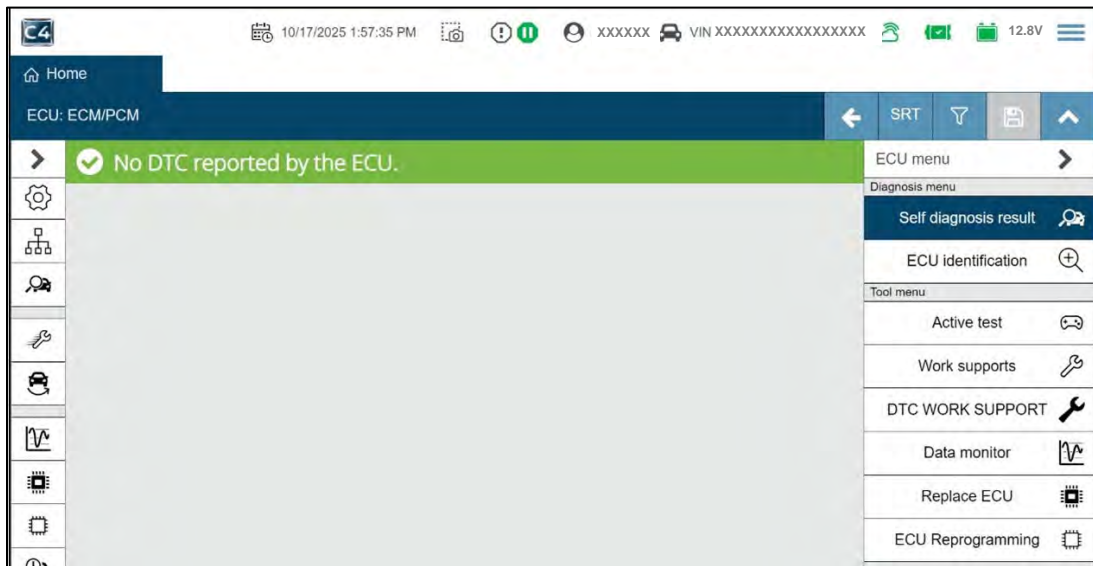 C4
10/17/2025 1:57:35 PM
XXXXXX
VIN XXXXXXXXXXXXXXXXX
12.8V
Home
ECU: ECM/PCM
SRT
No DTC reported by the ECU.
ECU menu
Diagnosis menu
Self diagnosis result
ECU identification
Tool menu
Active test
Work supports
DTC WORK SUPPORT
Data monitor
Replace ECU
ECU Reprogramming